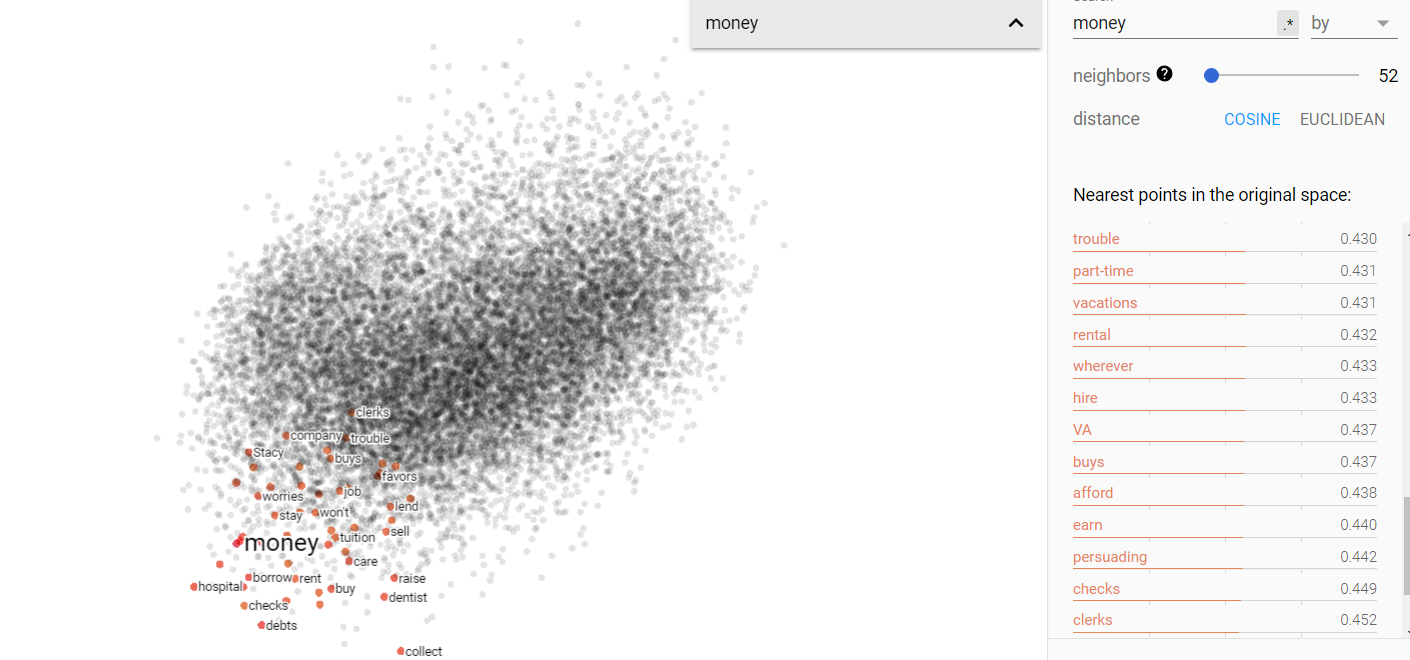 money
money
.*
by
neighbors ?
52
distance
COSINE EUCLIDEAN
Nearest points in the original space:
trouble 0.430
part-time 0.431
vacations 0.431
rental 0.432
wherever 0.433
hire 0.433
VA 0.437
buys 0.437
afford 0.438
earn 0.440
persuading 0.442
checks 0.449
clerks 0.452
clerks
company
trouble
Stacy
buys
favors
worries
job
lend
stay
won't
sell
tuition
money
care
borrow
rent
raise
hospital
buy
dentist
checks
debts
collect